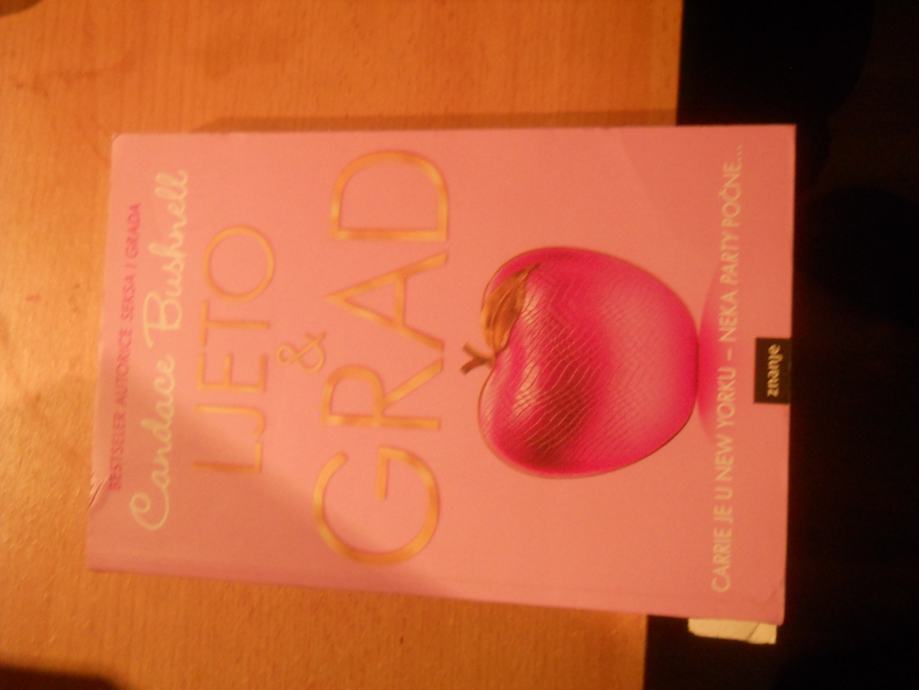 BESTSELER AUTORICE SEKSA I GRADA
Candace Bushnell
LJETO
&
GRAD
CARRIE JE U NEW YORKU – NEKA PARTY POČNE...
znanje